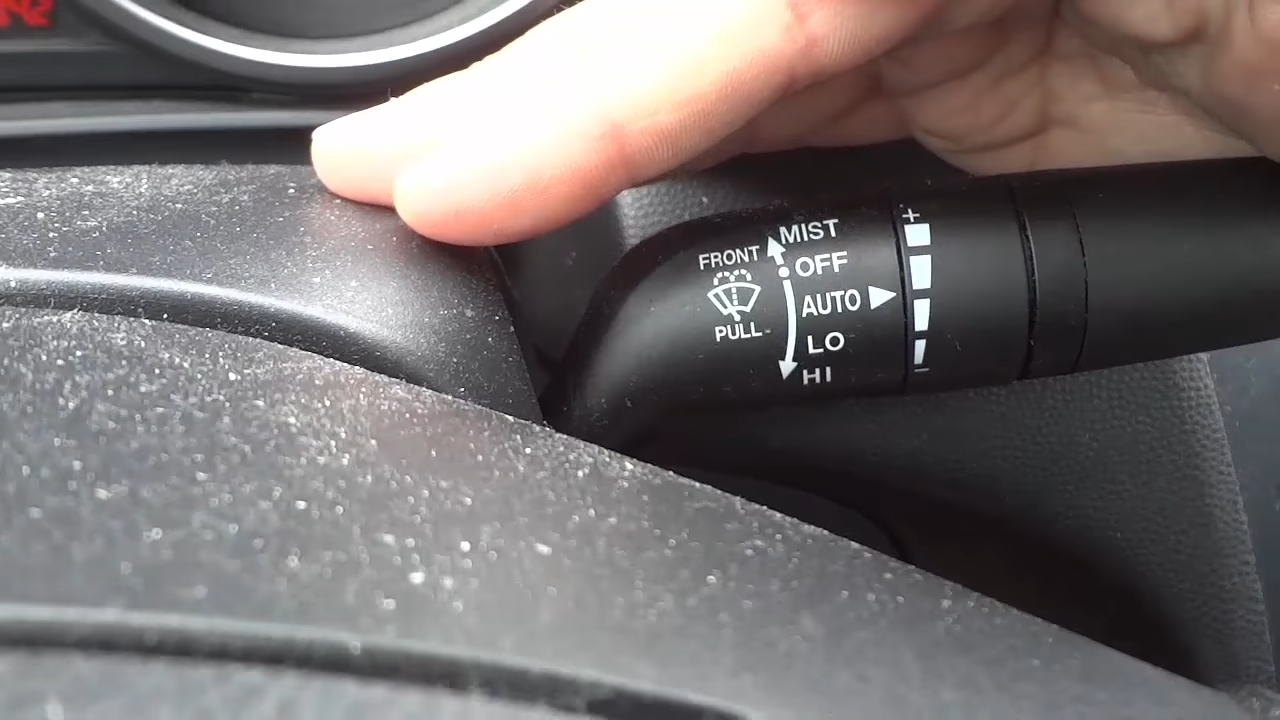 MIST
FRONT
OFF
AUTO
PULL
LO
HI
+
-